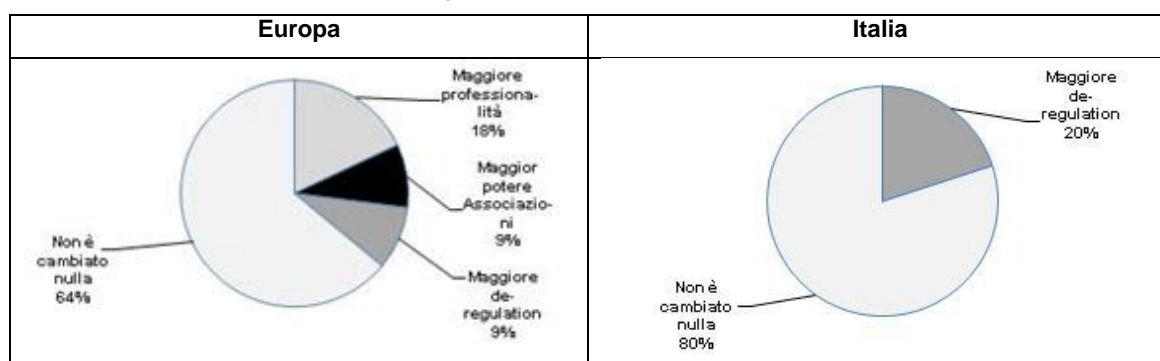 Europa
Italia
Maggiore
professiona-
lità
18%
Maggior
potere
Associazio-
ni
9%
Maggiore
de-
regulation
9%
Non è
cambiato
nulla
64%
Maggiore
de-
regulation
20%
Non è
cambiato
nulla
80%